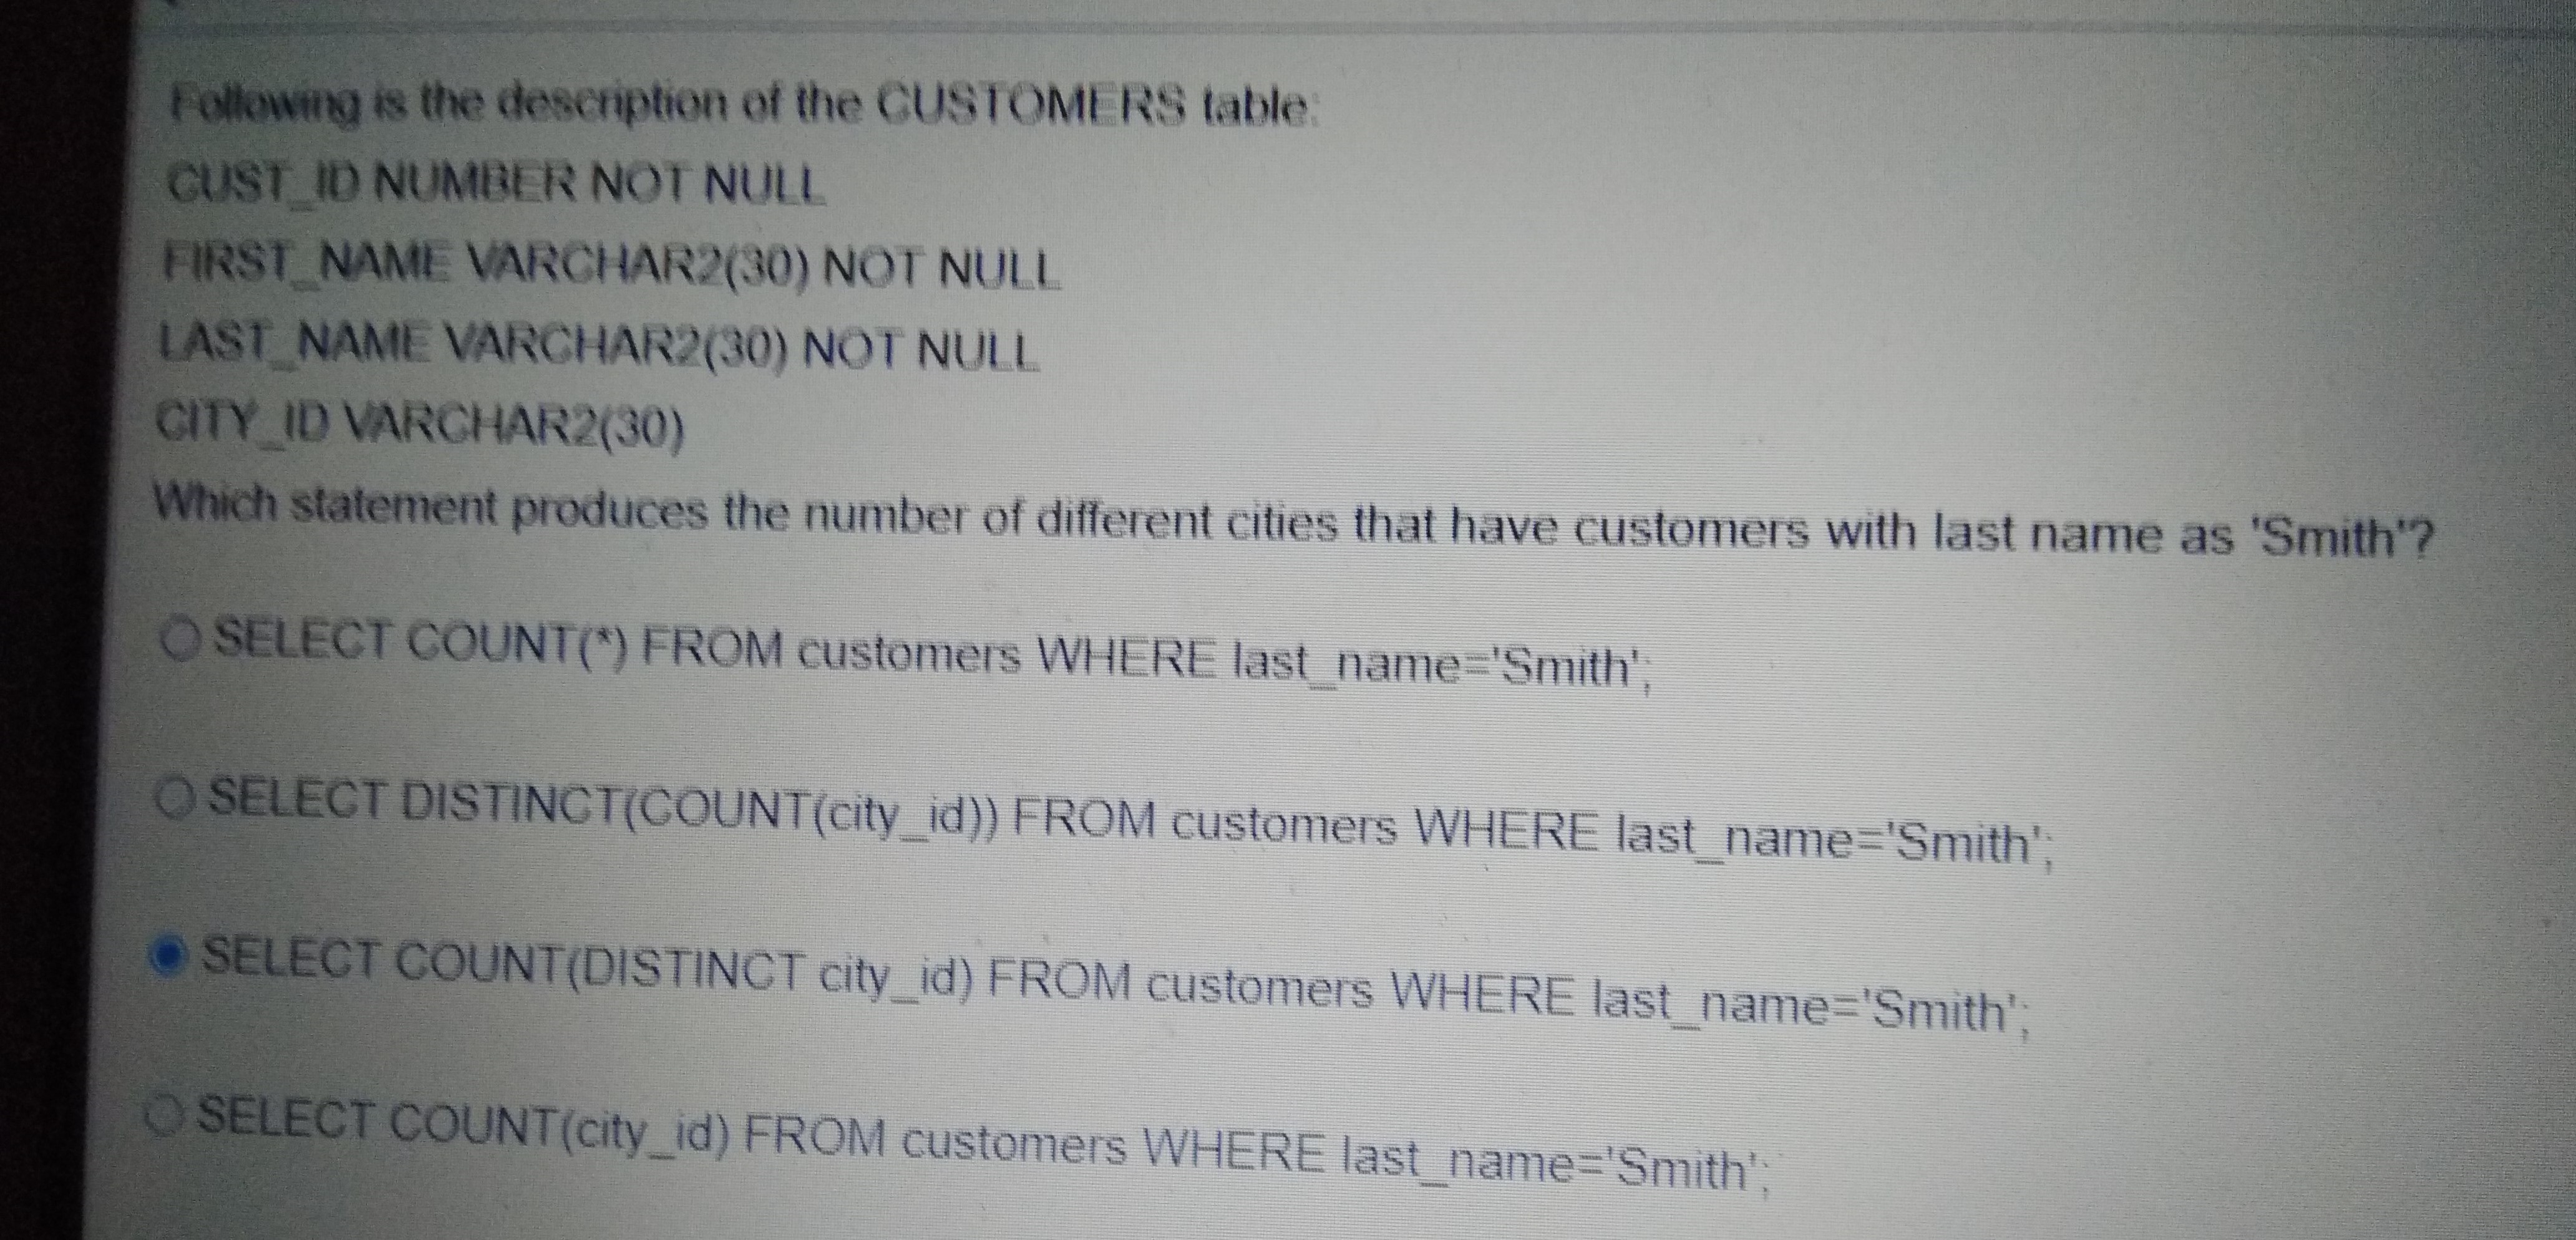 Following is the description of the CUSTOMERS table:
CUST_ID NUMBER NOT NULL
FIRST_NAME VARCHAR2(30) NOT NULL
LAST_NAME VARCHAR2(30) NOT NULL
CITY_ID VARCHAR2(30)
Which statement produces the number of different cities that have customers with last name as 'Smith'?
SELECT COUNT(*) FROM customers WHERE last_name='Smith';
SELECT DISTINCT(COUNT(city_id)) FROM customers WHERE last_name='Smith';
SELECT COUNT(DISTINCT city_id) FROM customers WHERE last_name='Smith';
SELECT COUNT(city_id) FROM customers WHERE last_name='Smith';